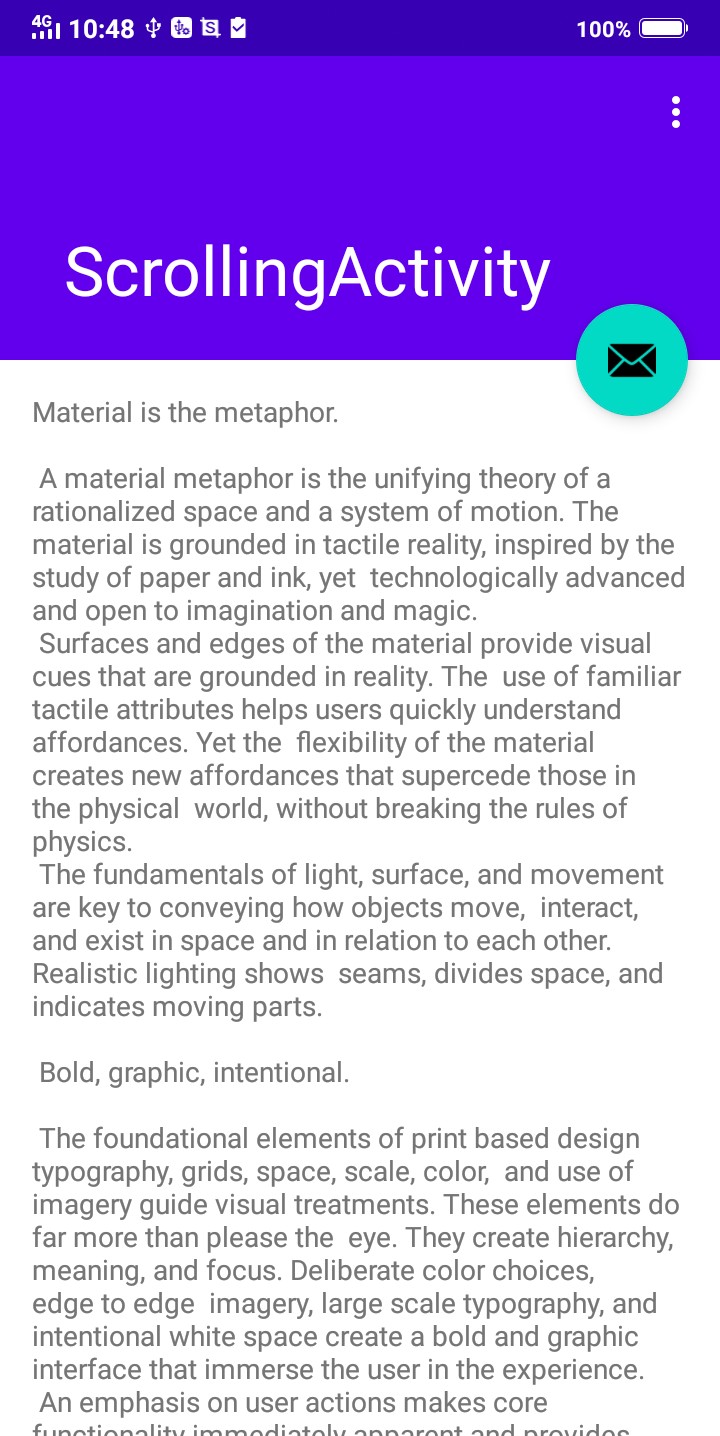 4G 10:48 100%
ScrollingActivity
Material is the metaphor.
A material metaphor is the unifying theory of a
rationalized space and a system of motion. The
material is grounded in tactile reality, inspired by the
study of paper and ink, yet  technologically advanced
and open to imagination and magic.
Surfaces and edges of the material provide visual
cues that are grounded in reality. The  use of familiar
tactile attributes helps users quickly understand
affordances. Yet the  flexibility of the material
creates new affordances that supercede those in
the physical  world, without breaking the rules of
physics.
The fundamentals of light, surface, and movement
are key to conveying how objects move,  interact,
and exist in space and in relation to each other.
Realistic lighting shows  seams, divides space, and
indicates moving parts.
Bold, graphic, intentional.
The foundational elements of print based design
typography, grids, space, scale, color,  and use of
imagery guide visual treatments. These elements do
far more than please the  eye. They create hierarchy,
meaning, and focus. Deliberate color choices,
edge to edge  imagery, large scale typography, and
intentional white space create a bold and graphic
interface that immerse the user in the experience.
An emphasis on user actions makes core
functionality immediately apparent and provides